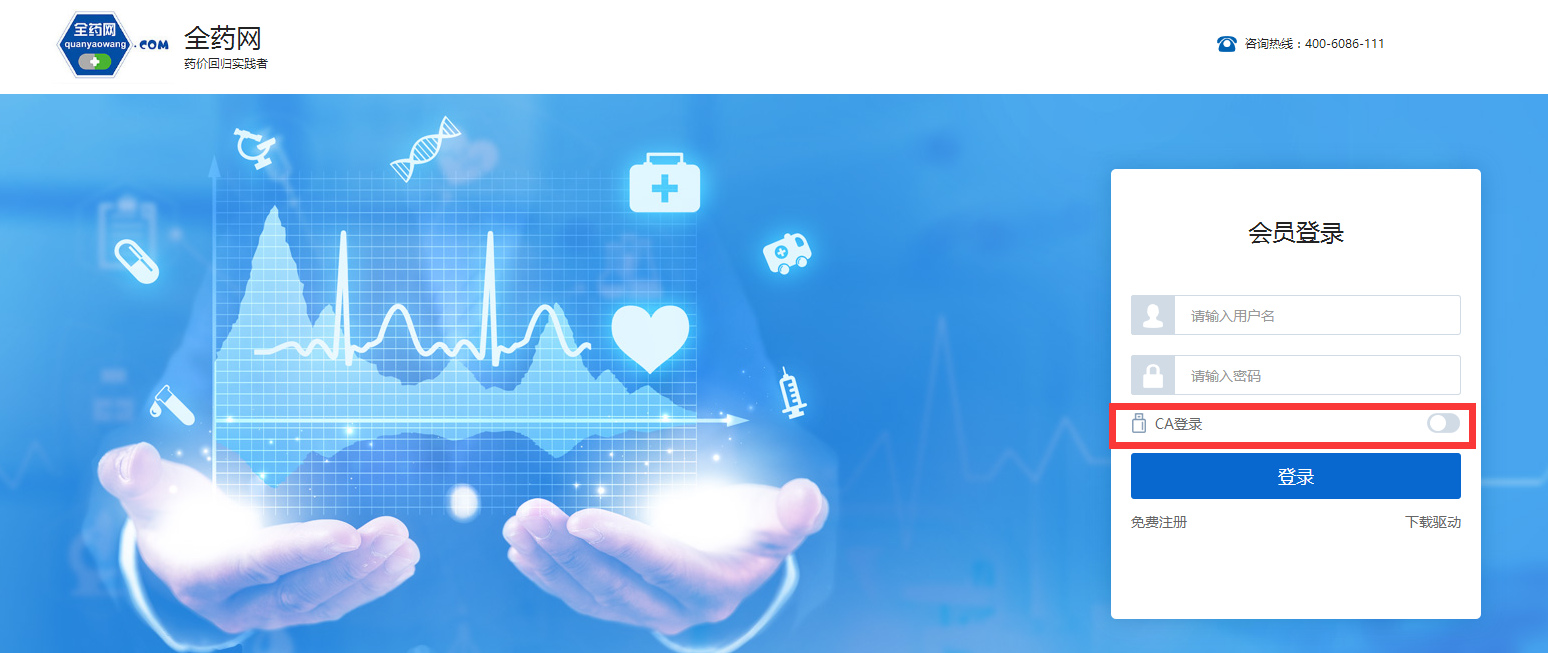 全药网
quanyaowang
.COM
全药网
药价回归实践者
咨询热线：400-6086-111
会员登录
请输入用户名
请输入密码
CA登录
登录
免费注册
下载驱动